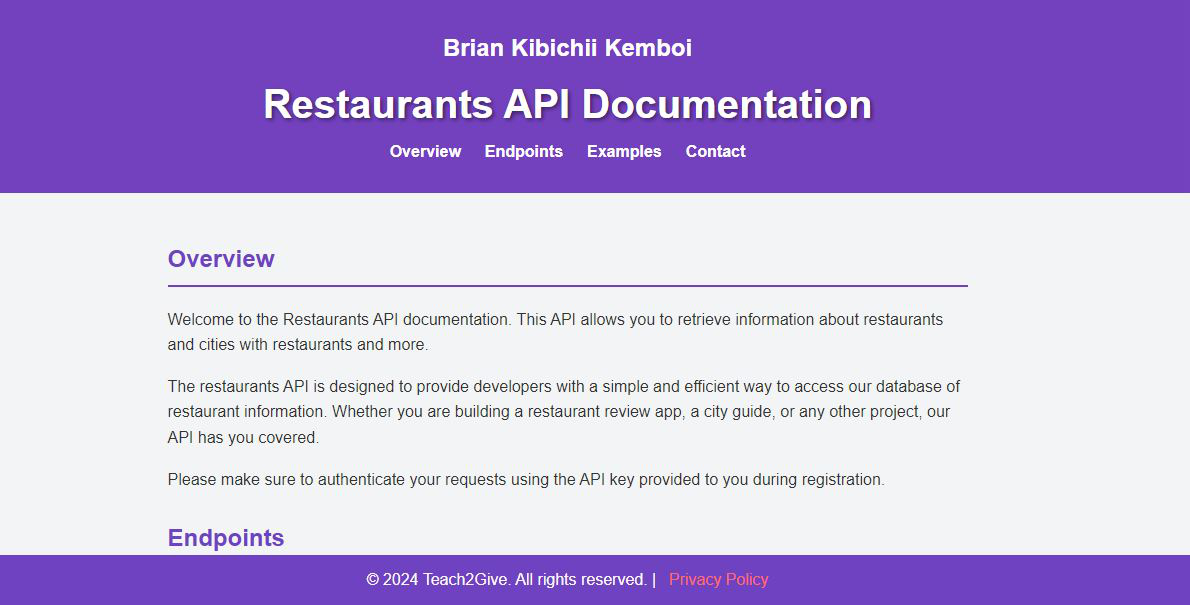 Brian Kibichii Kemboi
Restaurants API Documentation
Overview Endpoints Examples Contact
Overview
Welcome to the Restaurants API documentation. This API allows you to retrieve information about restaurants
and cities with restaurants and more.
The restaurants API is designed to provide developers with a simple and efficient way to access our database of
restaurant information. Whether you are building a restaurant review app, a city guide, or any other project, our
API has you covered.
Please make sure to authenticate your requests using the API key provided to you during registration.
Endpoints
© 2024 Teach2Give. All rights reserved. | Privacy Policy